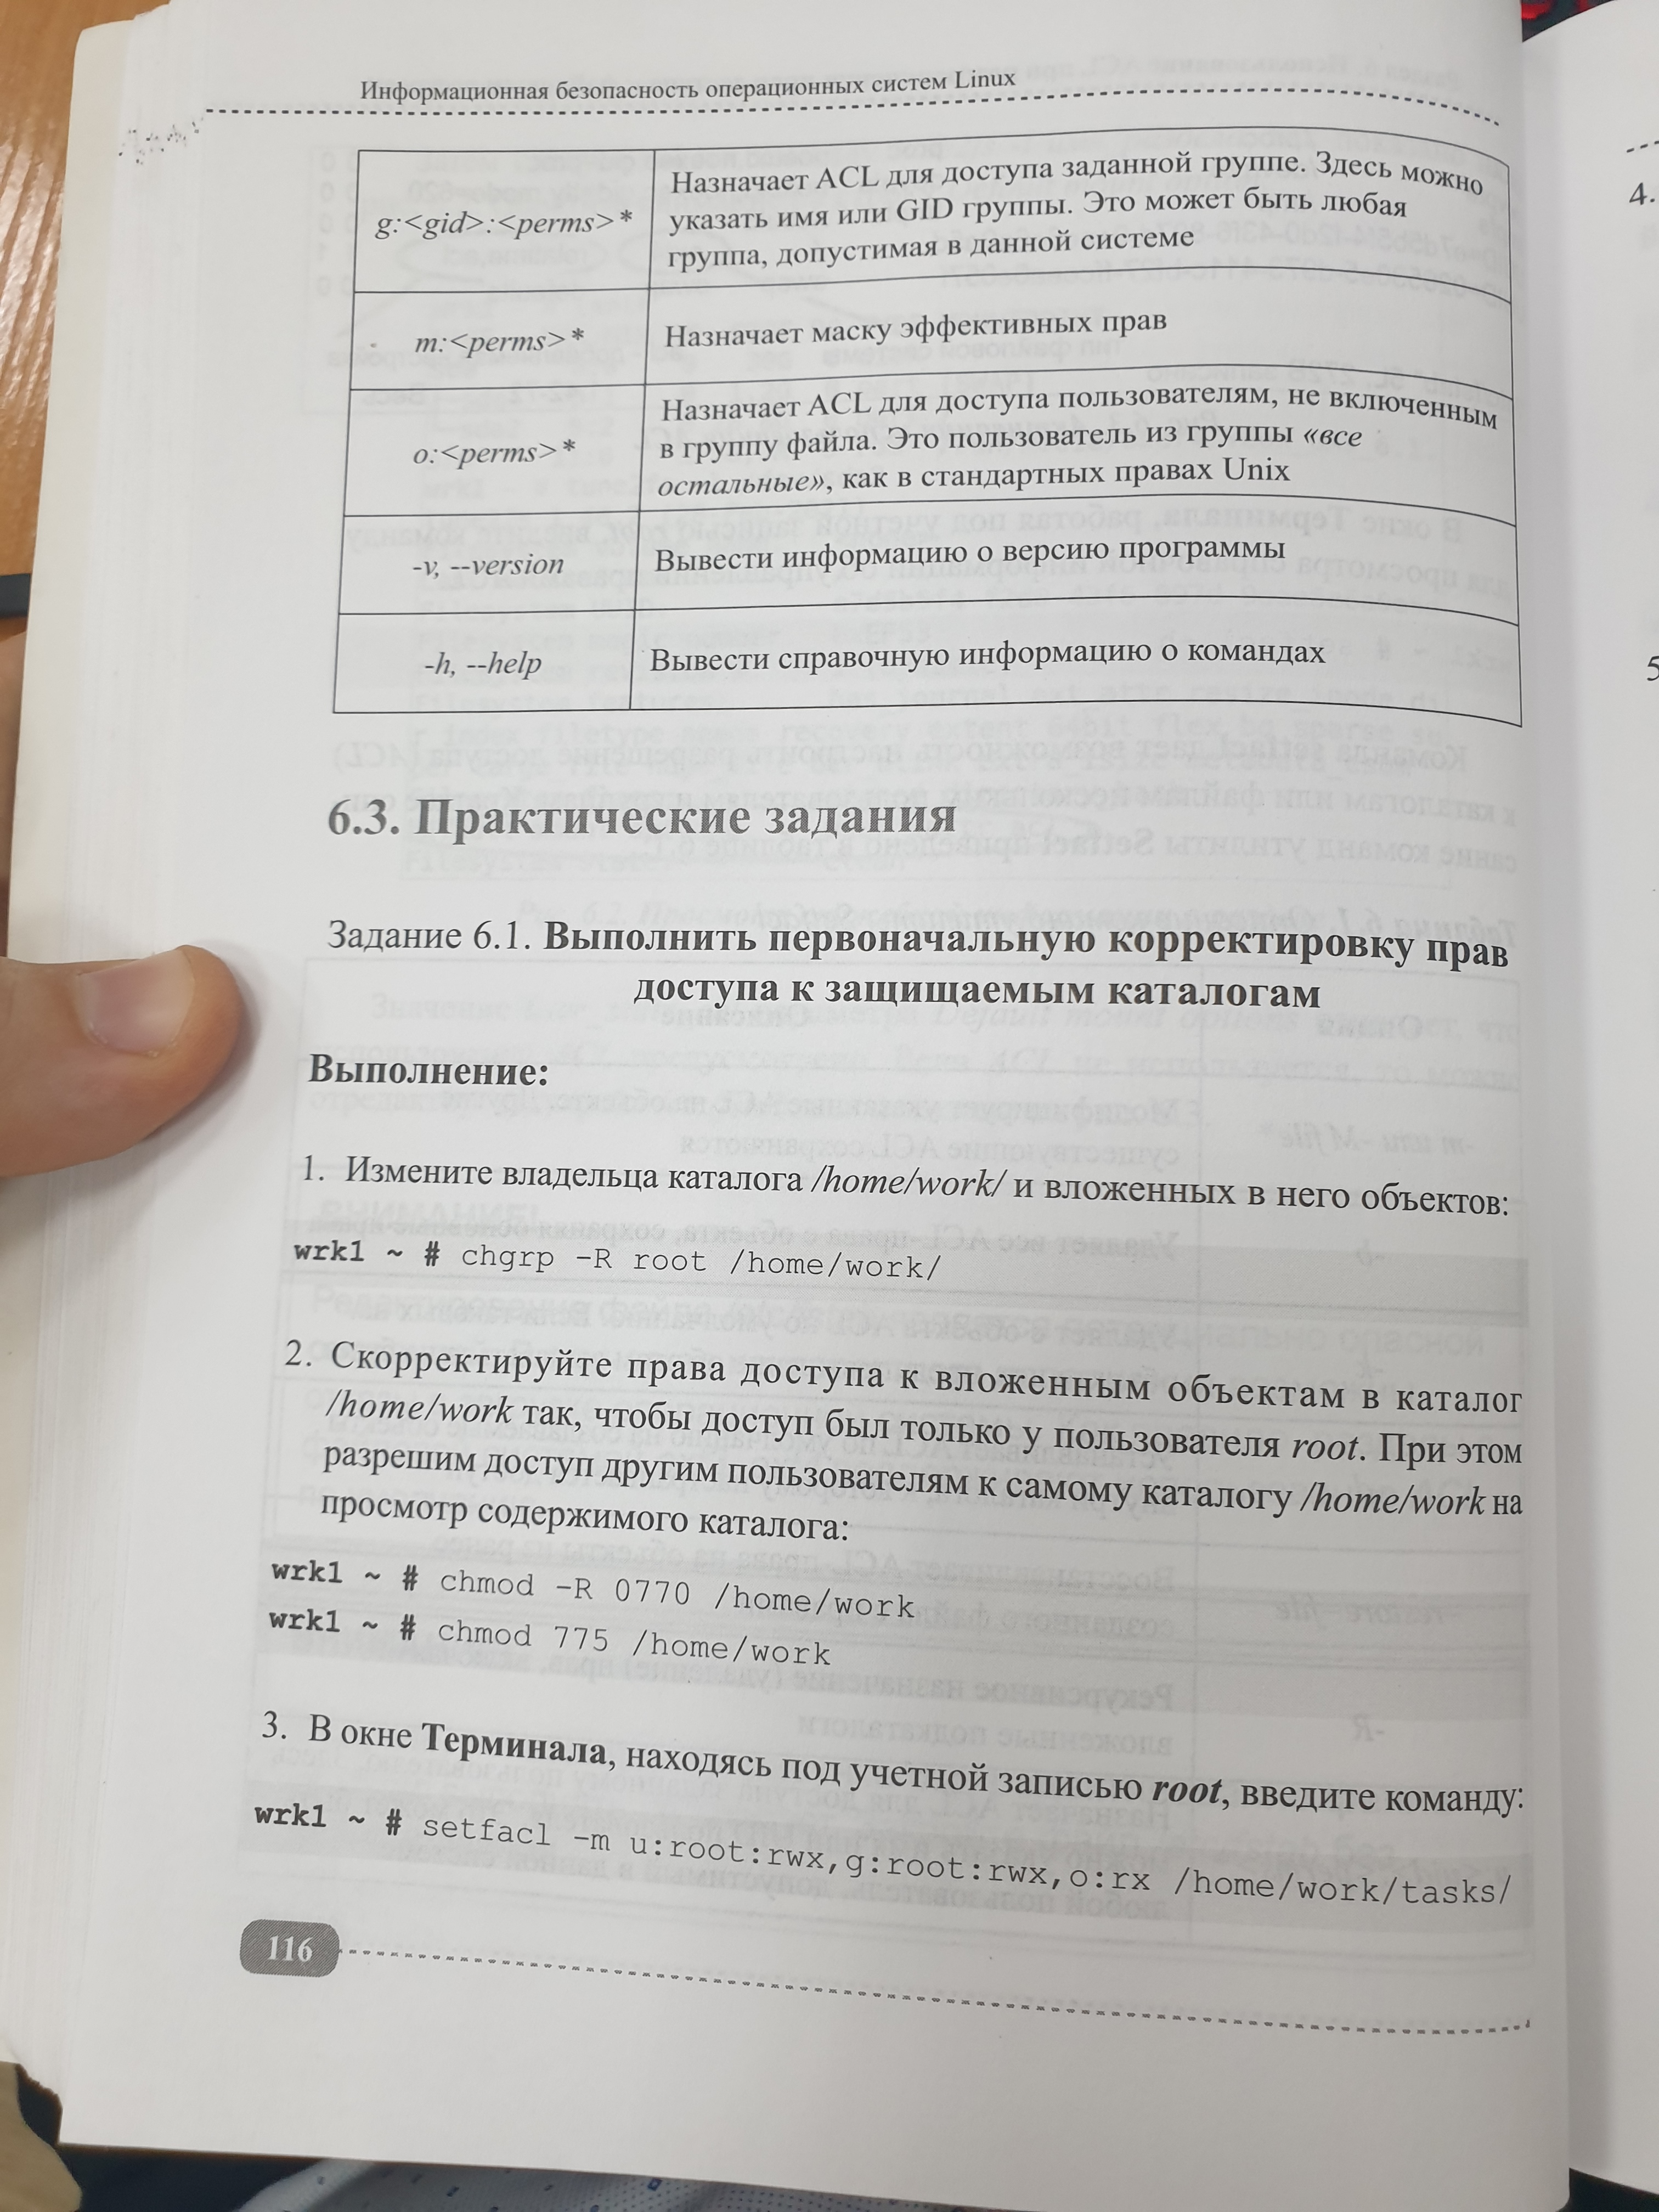 Информационная безопасность операционных систем Linux
g:<gid>:<perms>*
Назначает ACL для доступа заданной группе. Здесь можно
указать имя или GID группы. Это может быть любая
группа, допустимая в данной системе
m:<perms>*
Назначает маску эффективных прав
o:<perms>*
Назначает ACL для доступа пользователям, не включенным
в группу файла. Это пользователь из группы «все
остальные», как в стандартных правах Unix
-v, --version
Вывести информацию о версию программы
-h, --help
Вывести справочную информацию о командах
6.3. Практические задания
Задание 6.1. Выполнить первоначальную корректировку прав
доступа к защищаемым каталогам
Выполнение:
1. Измените владельца каталога /home/work/ и вложенных в него объектов:
wrk1 ~ # chgrp -R root /home/work/
2. Скорректируйте права доступа к вложенным объектам в каталог
/home/work так, чтобы доступ был только у пользователя root. При этом
разрешим доступ другим пользователям к самому каталогу /home/work на
просмотр содержимого каталога:
wrk1 ~ # chmod -R 0770 /home/work
wrk1 ~ # chmod 775 /home/work
3. В окне Терминала, находясь под учетной записью root, введите команду:
wrk1 ~ # setfacl -m u:root:rwx,g:root:rwx,o:rx /home/work/tasks/
116
4.
5